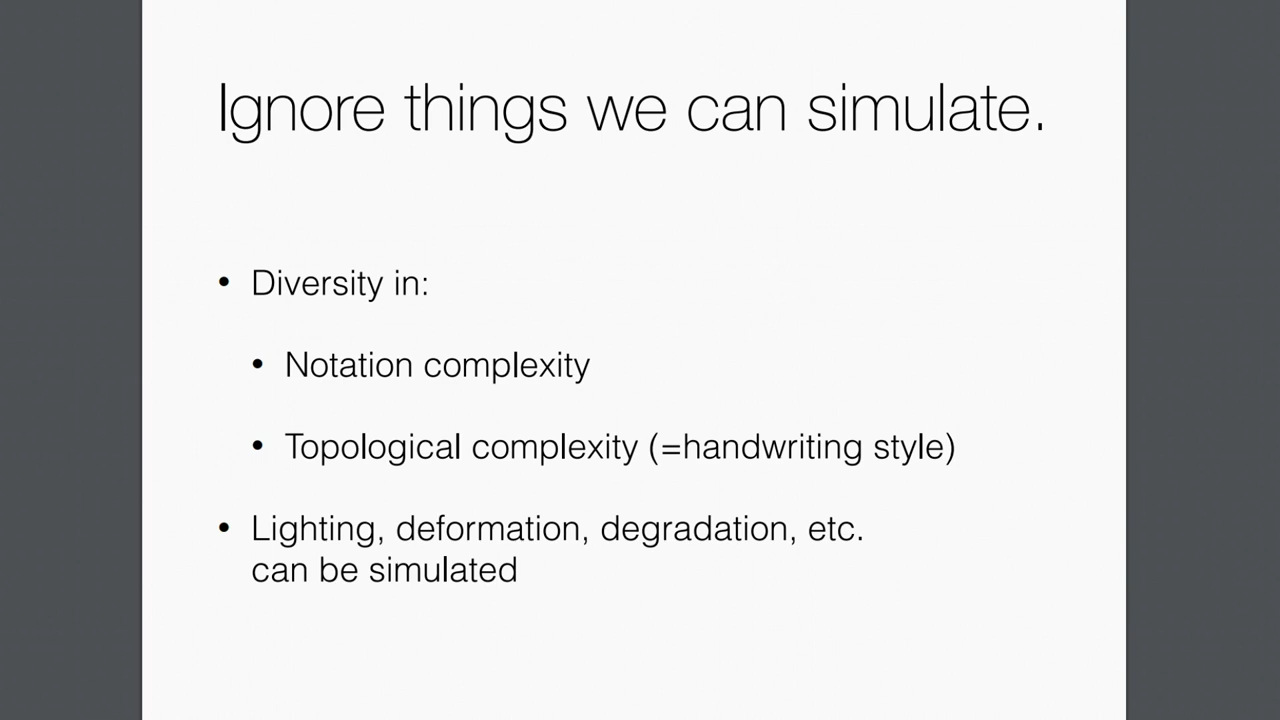 Ignore things we can simulate.
• Diversity in:
• Notation complexity
• Topological complexity (=handwriting style)
• Lighting, deformation, degradation, etc.
can be simulated